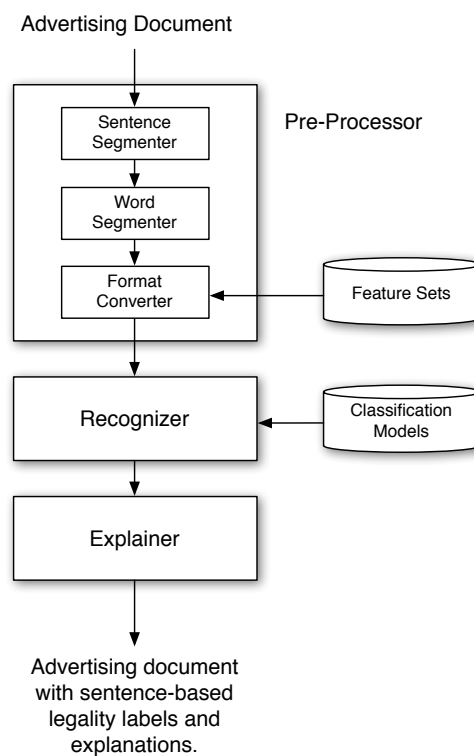 Advertising Document
Pre-Processor
Sentence
Segmenter
Word
Segmenter
Format
Converter
Feature Sets
Recognizer
Classification
Models
Explainer
Advertising document
with sentence-based
legality labels and
explanations.